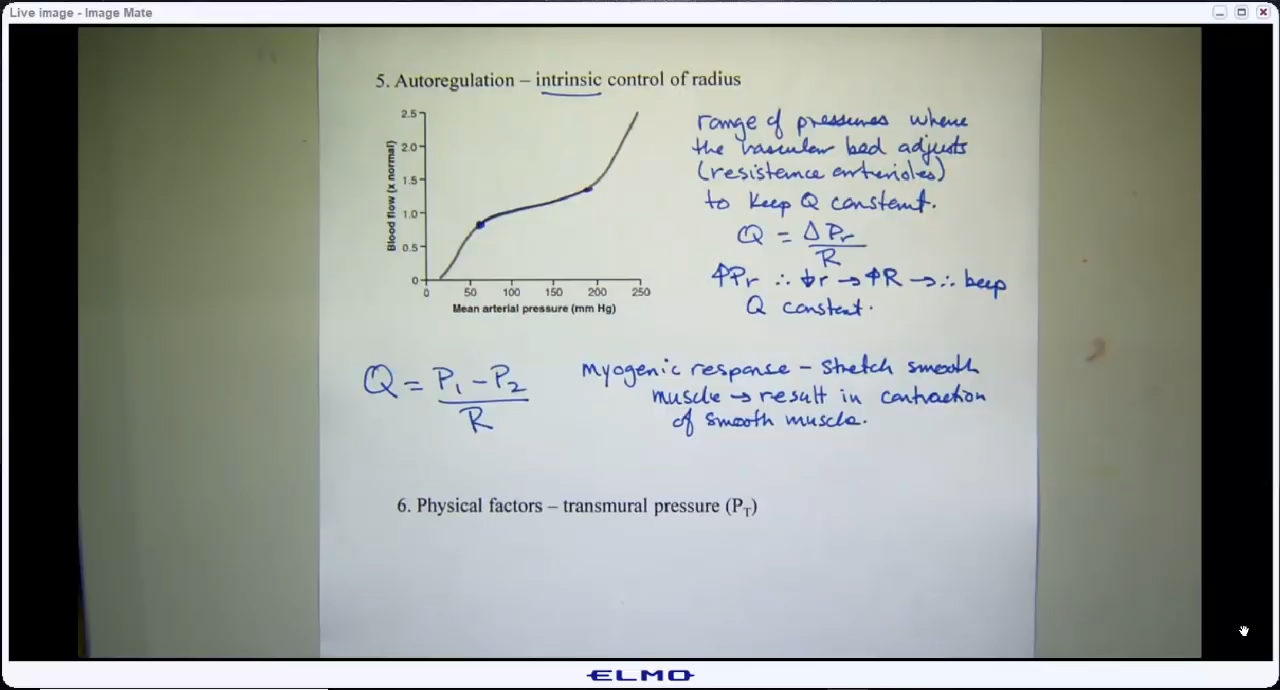 Live image - Image Mate
5. Autoregulation – intrinsic control of radius
2.5
2.0
1.5
1.0
0.5
0
Blood flow (x normal)
0 50 100 150 200 250
Mean arterial pressure (mm Hg)
range of pressures where
the vascular bed adjusts
(resistance arterioles)
to keep Q constant.
Q = ΔPr
R
↑Pr ∴ ↓r → ↑R → ∴ keep
Q constant.
Q = P₁ - P₂
R
Myogenic response - stretch smooth
muscle → result in contraction
of smooth muscle.
6. Physical factors – transmural pressure (P_T)
ELMO